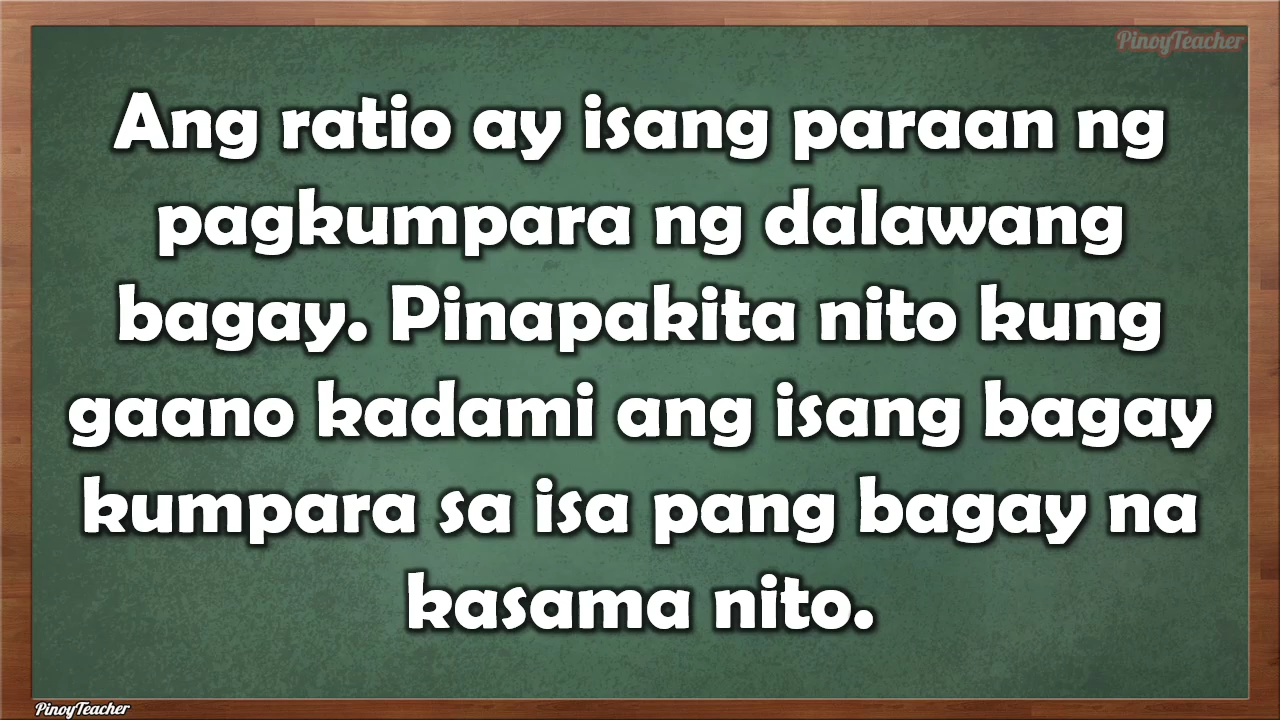 PinoyTeacher
Ang ratio ay isang paraan ng
pagkumpara ng dalawang
bagay. Pinapakita nito kung
gaano kadami ang isang bagay
kumpara sa isa pang bagay na
kasama nito.
PinoyTeacher